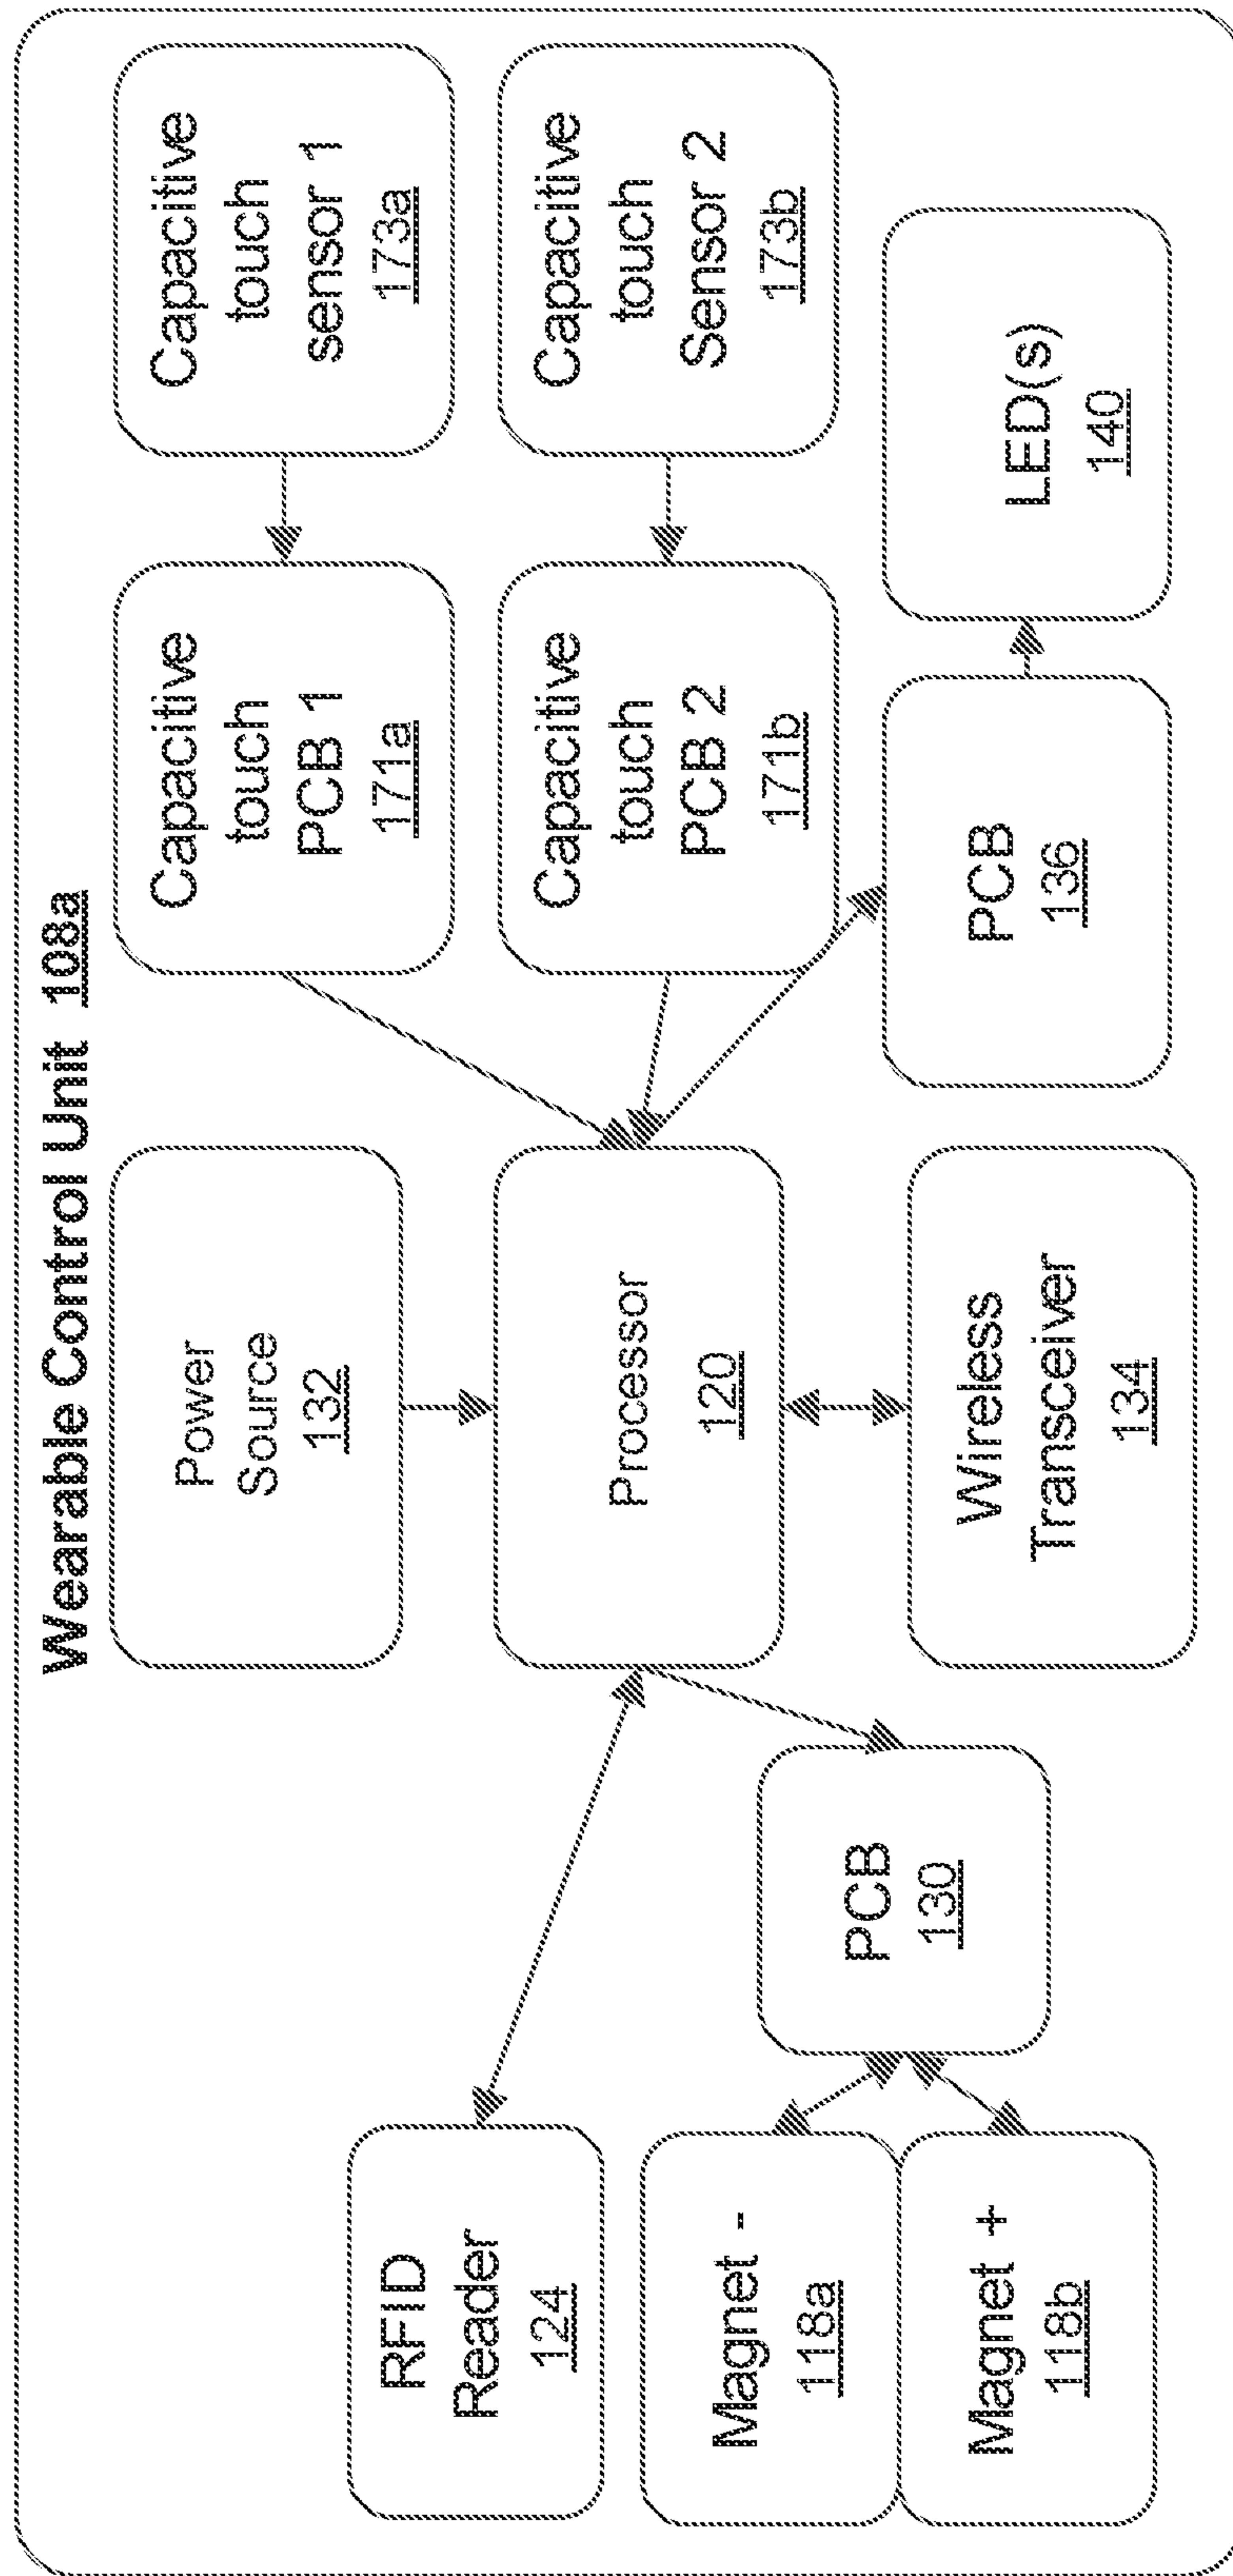 Wearable Control Unit 108a
RFID
Reader
124
Magnet -
118a
Magnet +
118b
PCB
130
Power
Source
132
Processor
120
Wireless
Transceiver
134
Capacitive
touch
PCB 1
171a
Capacitive
touch
PCB 2
171b
PCB
136
Capacitive
touch
sensor 1
173a
Capacitive
touch
Sensor 2
173b
LED(s)
140